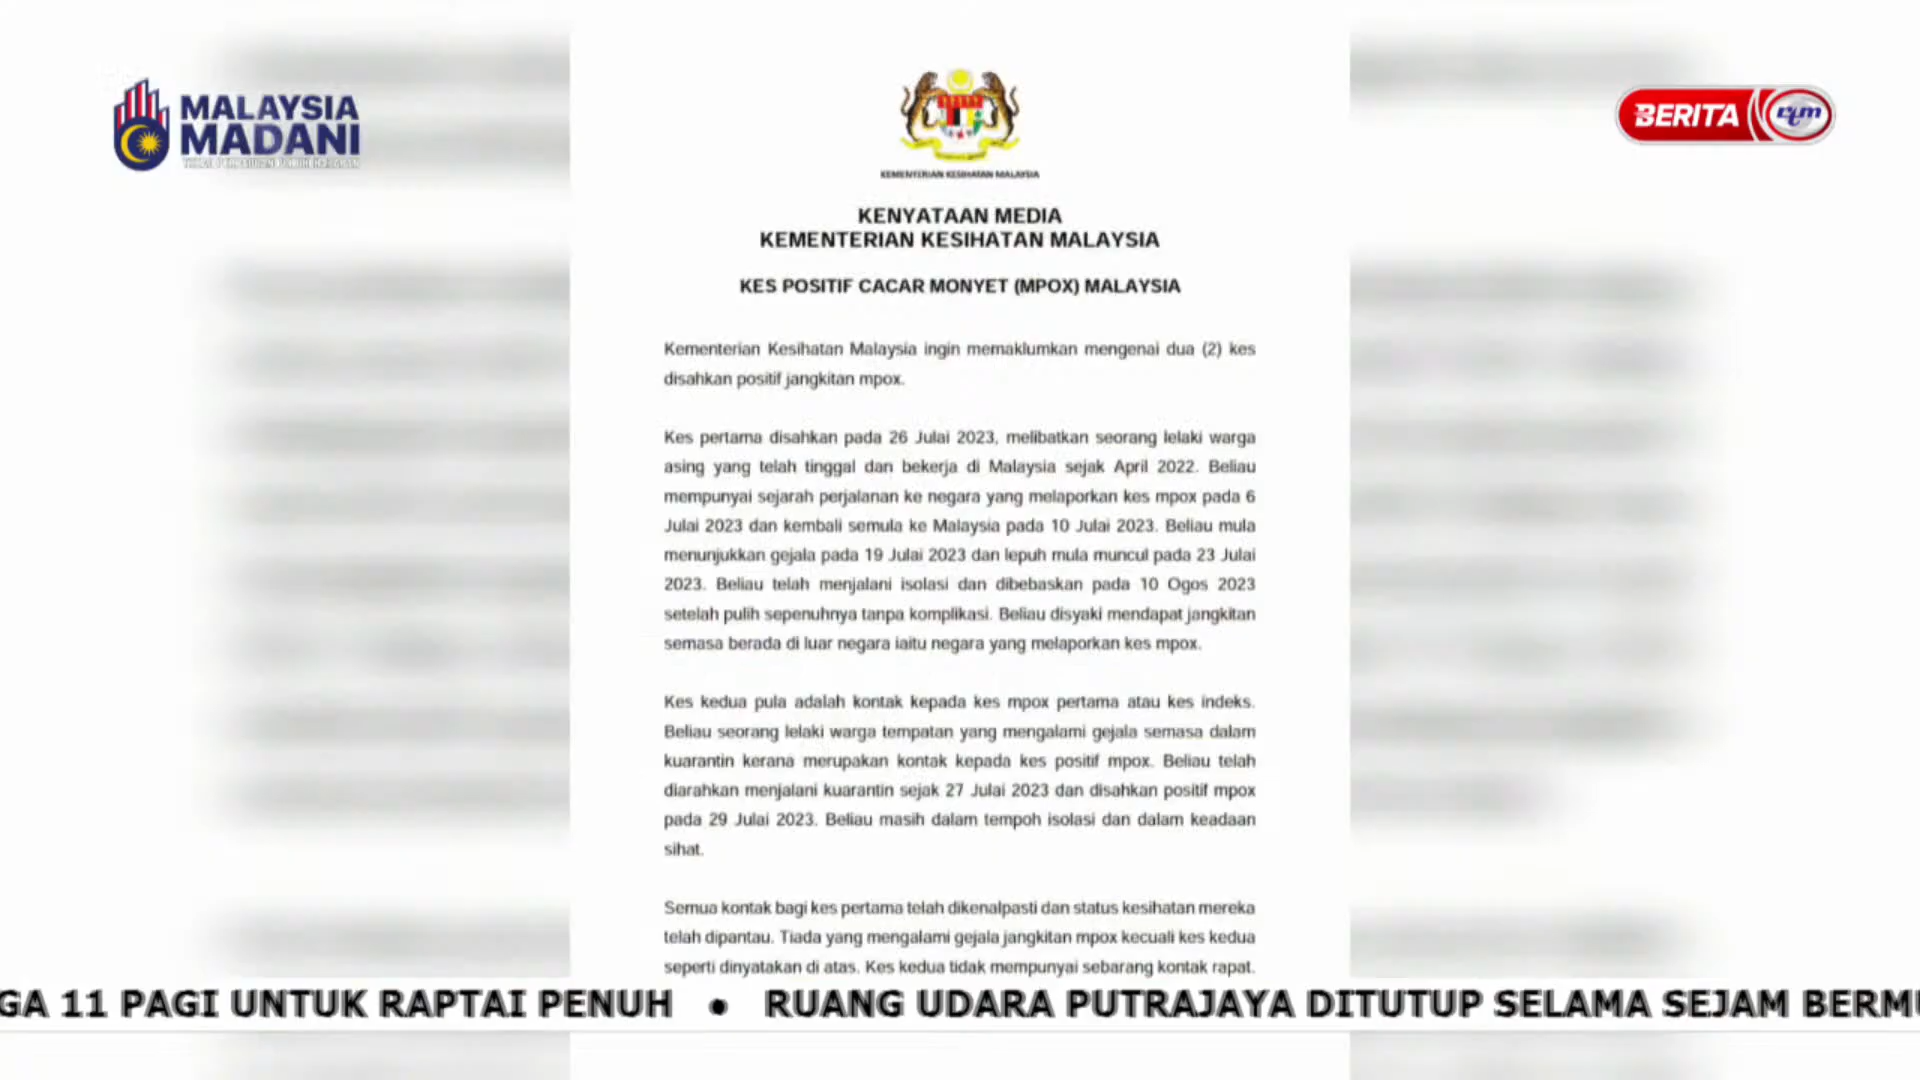 MALAYSIA
MADANI
BERITA rtm
KEMENTERIAN KESIHATAN MALAYSIA
KENYATAAN MEDIA
KEMENTERIAN KESIHATAN MALAYSIA
KES POSITIF CACAR MONYET (MPOX) MALAYSIA
Kementerian Kesihatan Malaysia ingin memaklumkan mengenai dua (2) kes
disahkan positif jangkitan mpox.
Kes pertama disahkan pada 26 Julai 2023, melibatkan seorang lelaki warga
asing yang telah tinggal dan bekerja di Malaysia sejak April 2022. Beliau
mempunyai sejarah perjalanan ke negara yang melaporkan kes mpox pada 6
Julai 2023 dan kembali semula ke Malaysia pada 10 Julai 2023. Beliau mula
menunjukkan gejala pada 19 Julai 2023 dan lepuh mula muncul pada 23 Julai
2023. Beliau telah menjalani isolasi dan dibebaskan pada 10 Ogos 2023
setelah pulih sepenuhnya tanpa komplikasi. Beliau disyaki mendapat jangkitan
semasa berada di luar negara iaitu negara yang melaporkan kes mpox.
Kes kedua pula adalah kontak kepada kes mpox pertama atau kes indeks.
Beliau seorang lelaki warga tempatan yang mengalami gejala semasa dalam
kuarantin kerana merupakan kontak kepada kes positif mpox. Beliau telah
diarahkan menjalani kuarantin sejak 27 Julai 2023 dan disahkan positif mpox
pada 29 Julai 2023. Beliau masih dalam tempoh isolasi dan dalam keadaan
sihat.
Semua kontak bagi kes pertama telah dikenalpasti dan status kesihatan mereka
telah dipantau. Tiada yang mengalami gejala jangkitan mpox kecuali kes kedua
seperti dinyatakan di atas. Kes kedua tidak mempunyai sebarang kontak rapat.
GA 11 PAGI UNTUK RAPTAI PENUH • RUANG UDARA PUTRAJAYA DITUTUP SELAMA SEJAM BERMU